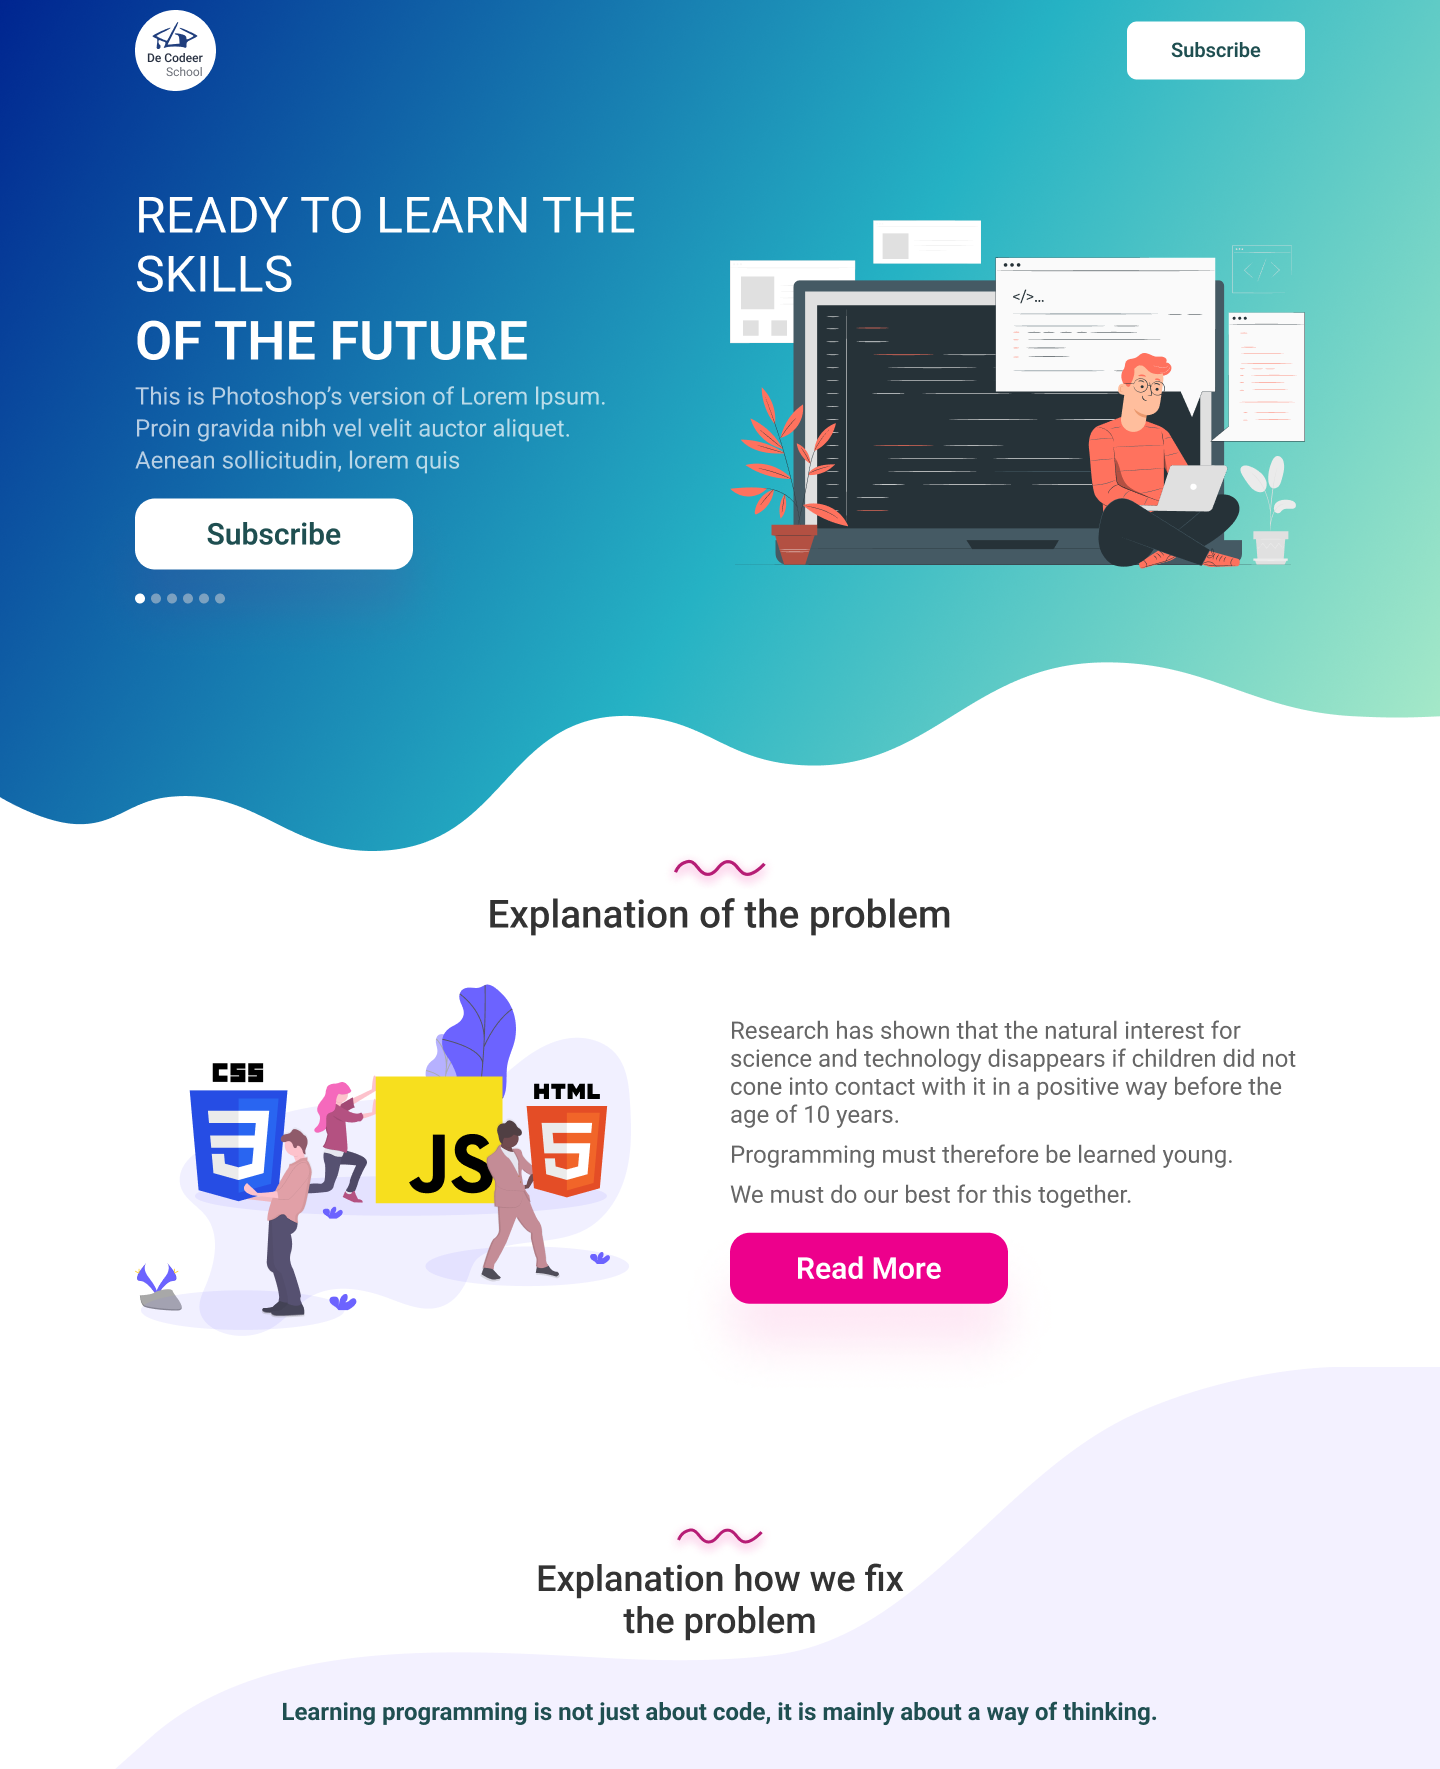 De Codeer
School
Subscribe
READY TO LEARN THE
SKILLS
OF THE FUTURE
This is Photoshop’s version of Lorem Ipsum.
Proin gravida nibh vel velit auctor aliquet.
Aenean sollicitudin, lorem quis
Subscribe
</>...
</>
Explanation of the problem
CSS
JS
HTML
5
Research has shown that the natural interest for
science and technology disappears if children did not
cone into contact with it in a positive way before the
age of 10 years.
Programming must therefore be learned young.
We must do our best for this together.
Read More
Explanation how we fix
the problem
Learning programming is not just about code, it is mainly about a way of thinking.